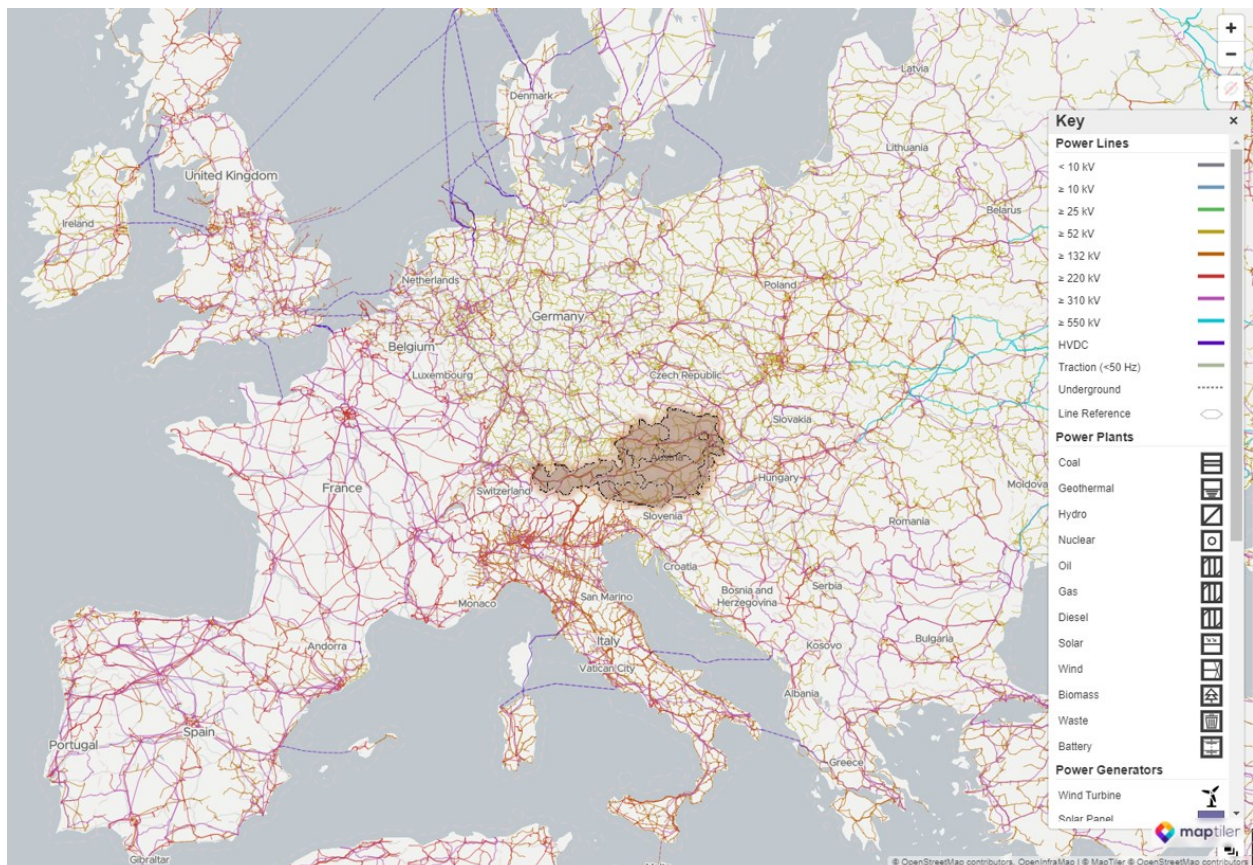 Latvia
Denmark
Lithuania
United Kingdom
Ireland
Belarus
Netherlands
Poland
Germany
Belgium
Luxembourg
Czech Republic
Slovakia
Austria
France
Switzerland
Hungary
Moldova
Slovenia
Romania
Croatia
Monaco
San Marino
Bosnia and
Herzegovina
Serbia
Andorra
Italy
Vatican City
Kosovo
Bulgaria
Albania
Portugal
Spain
Greece
Gibraltar
+
−
Key ×
Power Lines
< 10 kV
≥ 10 kV
≥ 25 kV
≥ 52 kV
≥ 132 kV
≥ 220 kV
≥ 310 kV
≥ 550 kV
HVDC
Traction (<50 Hz)
Underground
Line Reference
Power Plants
Coal
Geothermal
Hydro
Nuclear
Oil
Gas
Diesel
Solar
Wind
Biomass
Waste
Battery
Power Generators
Wind Turbine
Solar Panel
maptiler
© OpenStreetMap contributors, OpenInfraMap | © MapTiler © OpenStreetMap contributors